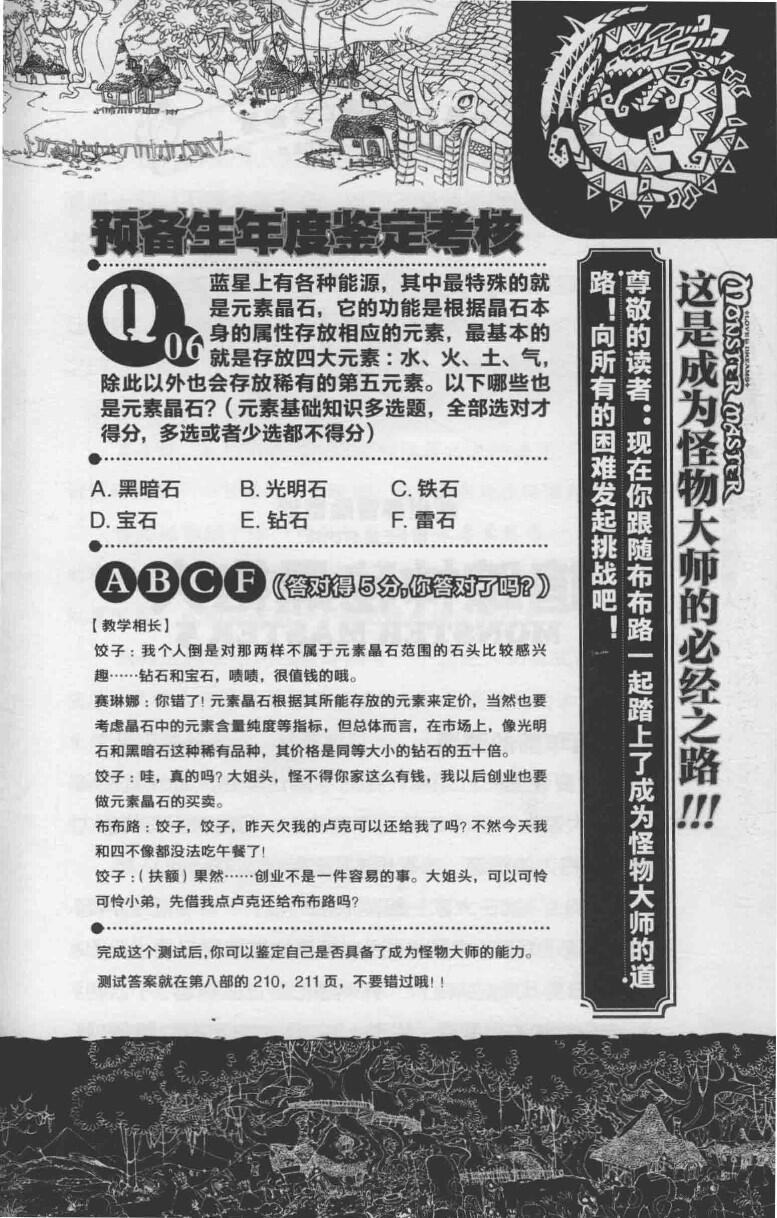 预备生年度鉴定考核
Q06
蓝星上有各种能源，其中最特殊的就
是元素晶石，它的功能是根据晶石本
身的属性存放相应的元素，最基本的
就是存放四大元素：水、火、土、气，
除此以外也会存放稀有的第五元素。以下哪些也
是元素晶石？（元素基础知识多选题，全部选对才
得分，多选或者少选都不得分）
A. 黑暗石 B. 光明石 C. 铁石
D. 宝石 E. 钻石 F. 雷石
A B C F（答对得5分，你答对了吗？）
【教学相长】
饺子：我个人倒是对那两样不属于元素晶石范围的石头比较感兴
趣……钻石和宝石，啧啧，很值钱的哦。
赛琳娜：你错了！元素晶石根据其所能存放的元素来定价，当然也要
考虑晶石中的元素含量纯度等指标，但总体而言，在市场上，像光明
石和黑暗石这种稀有品种，其价格是同等大小的钻石的五十倍。
饺子：哇，真的吗？大姐头，怪不得你家这么有钱，我以后创业也要
做元素晶石的买卖。
布布路：饺子，饺子，昨天欠我的卢克可以还给我了吗？不然今天我
和四不像都没法吃午餐了！
饺子：（扶额）果然……创业不是一件容易的事。大姐头，可以可怜
可怜小弟，先借我点卢克还给布布路吗？
完成这个测试后，你可以鉴定自己是否具备了成为怪物大师的能力。
测试答案就在第八部的210，211页，不要错过哦！！
MONSTER MASTER
+LOVE & DREAMS+
这是成为怪物大师的必经之路!!!
尊敬的读者：现在你跟随布布路一起踏上了成为怪物大师的道
路！向所有的困难发起挑战吧！